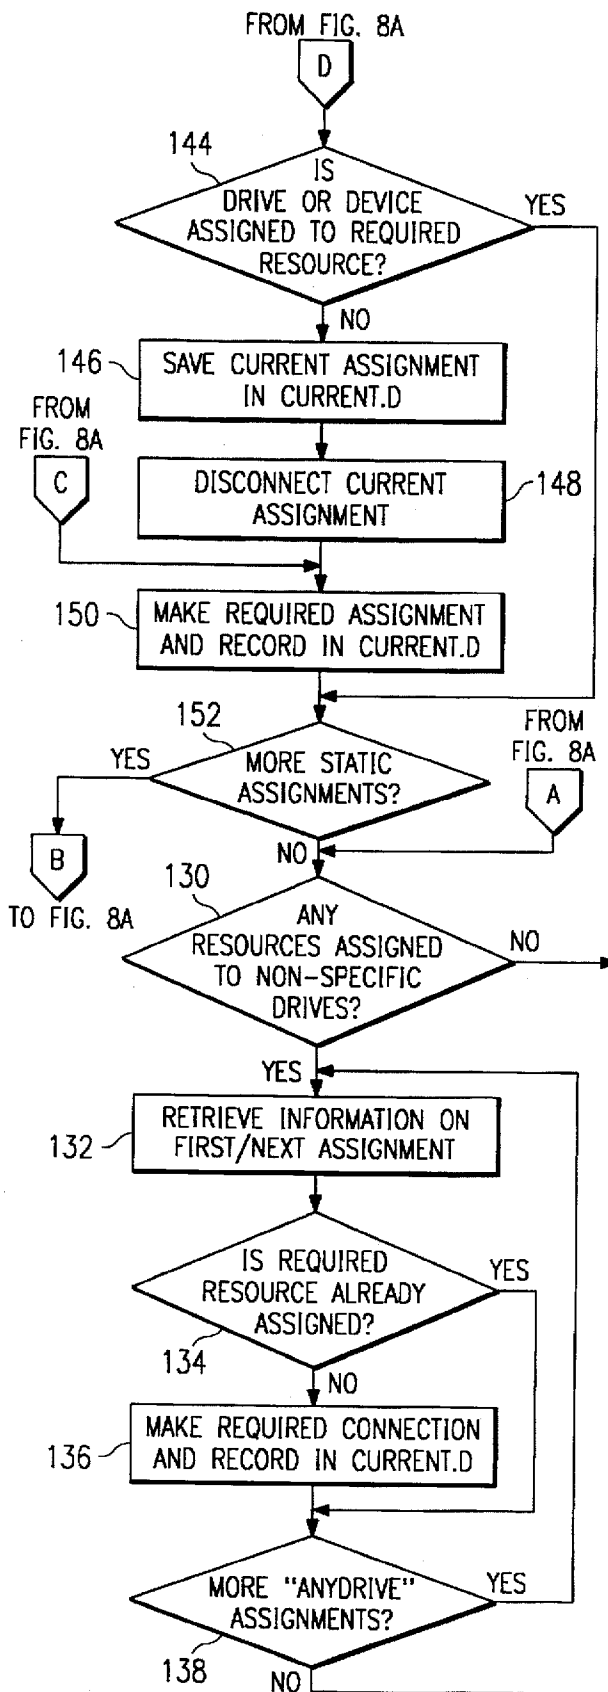 FROM FIG. 8A
D
144
IS
DRIVE OR DEVICE
ASSIGNED TO REQUIRED
RESOURCE?
YES
NO
146
SAVE CURRENT ASSIGNMENT
IN CURRENT.D
FROM
FIG. 8A
C
DISCONNECT CURRENT
ASSIGNMENT
148
150
MAKE REQUIRED ASSIGNMENT
AND RECORD IN CURRENT.D
152
YES
MORE STATIC
ASSIGNMENTS?
FROM
FIG. 8A
A
NO
B
TO FIG. 8A
130
ANY
RESOURCES ASSIGNED
TO NON-SPECIFIC
DRIVES?
NO
YES
132
RETRIEVE INFORMATION ON
FIRST/NEXT ASSIGNMENT
IS REQUIRED
RESOURCE ALREADY
ASSIGNED?
YES
134
NO
136
MAKE REQUIRED CONNECTION
AND RECORD IN CURRENT.D
MORE "ANYDRIVE"
ASSIGNMENTS?
YES
138
NO